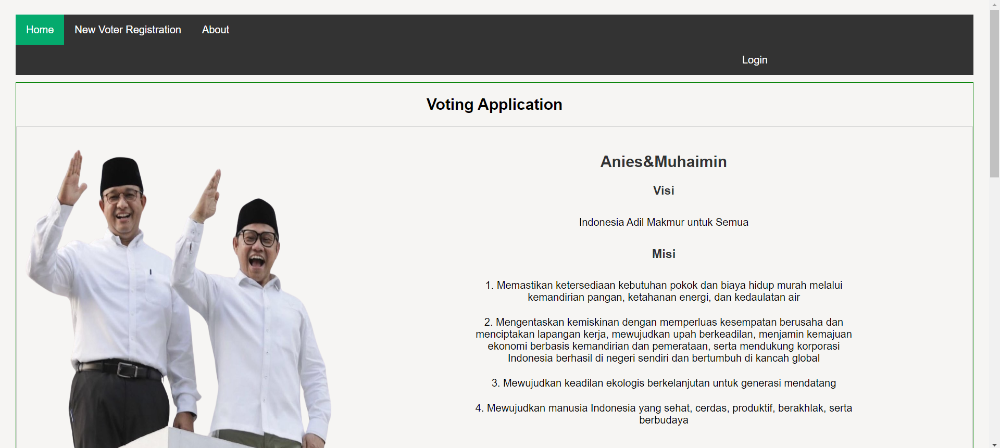 Home New Voter Registration About
Login
Voting Application
Anies&Muhaimin
Visi
Indonesia Adil Makmur untuk Semua
Misi
1. Memastikan ketersediaan kebutuhan pokok dan biaya hidup murah melalui
kemandirian pangan, ketahanan energi, dan kedaulatan air
2. Mengentaskan kemiskinan dengan memperluas kesempatan berusaha dan
menciptakan lapangan kerja, mewujudkan upah berkeadilan, menjamin kemajuan
ekonomi berbasis kemandirian dan pemerataan, serta mendukung korporasi
Indonesia berhasil di negeri sendiri dan bertumbuh di kancah global
3. Mewujudkan keadilan ekologis berkelanjutan untuk generasi mendatang
4. Mewujudkan manusia Indonesia yang sehat, cerdas, produktif, berakhlak, serta
berbudaya